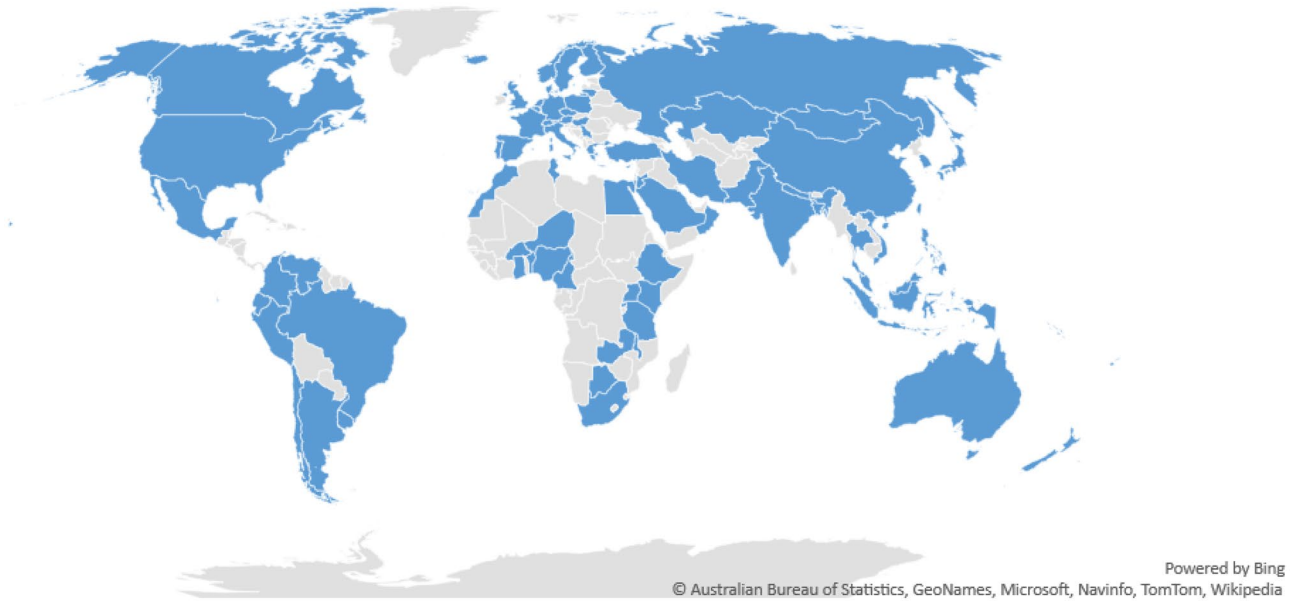 Powered by Bing
© Australian Bureau of Statistics, GeoNames, Microsoft, Navinfo, TomTom, Wikipedia